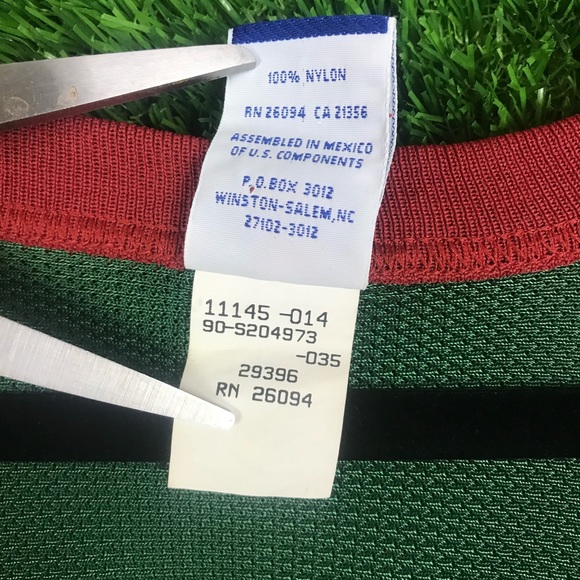 100% NYLON
RN 26094 CA 21356
ASSEMBLED IN MEXICO
OF U.S. COMPONENTS
P.O.BOX 3012
WINSTON-SALEM,NC
27102-3012
11145 -014
90-S204973
-035
29396
RN 26094